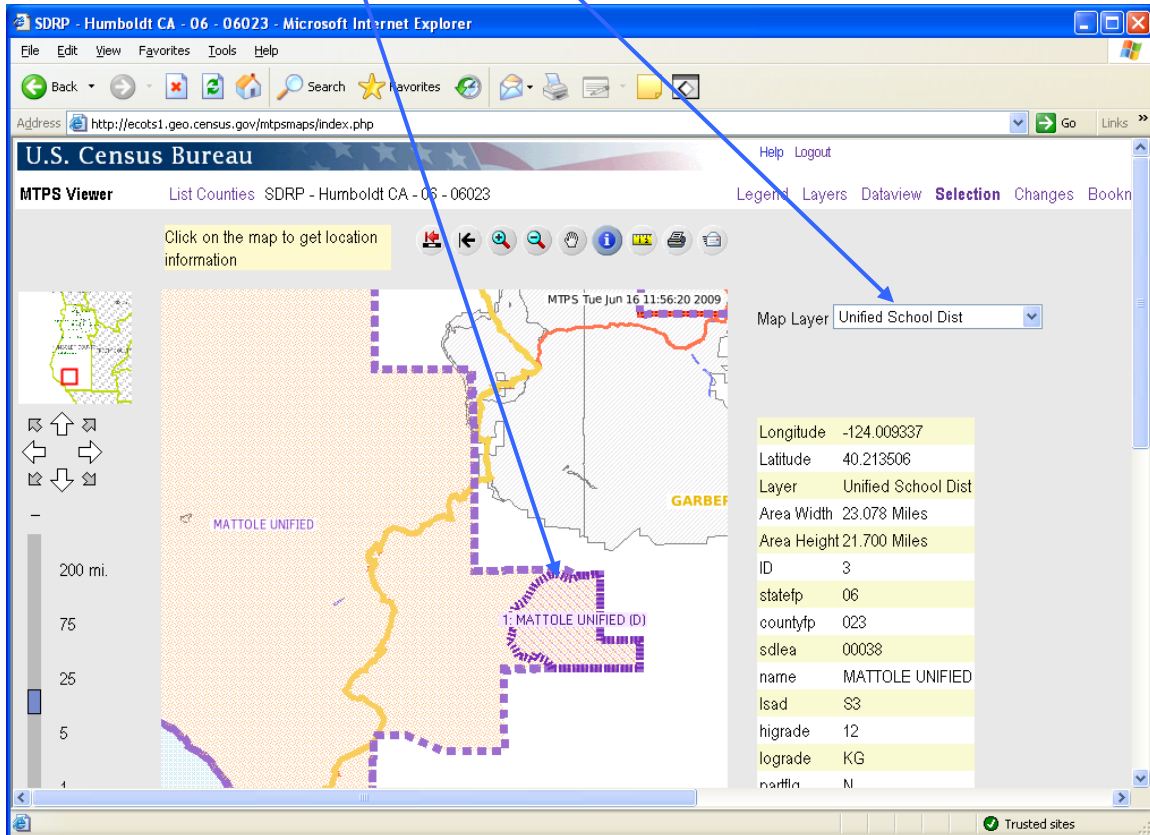 SDRP - Humboldt CA - 06 - 06023 - Microsoft Internet Explorer
File Edit View Favorites Tools Help
Back Search Favorites
Address http://ecots1.geo.census.gov/mtpsmaps/index.php Go Links »
U.S. Census Bureau Help Logout
MTPS Viewer List Counties SDRP - Humboldt CA - 06 - 06023 Legend Layers Dataview Selection Changes Bookn
Click on the map to get location
information
MTPS Tue Jun 16 11:56:20 2009
Map Layer Unified School Dist
Longitude -124.009337
Latitude 40.213506
Layer Unified School Dist
GARBER
Area Width 23.078 Miles
MATTOLE UNIFIED
Area Height 21.700 Miles
200 mi.
ID 3
statefp 06
75
1: MATTOLE UNIFIED (D)
countyfp 023
sdlea 00038
25
name MATTOLE UNIFIED
lsad S3
5
higrade 12
lograde KG
1
partflg N
Trusted sites